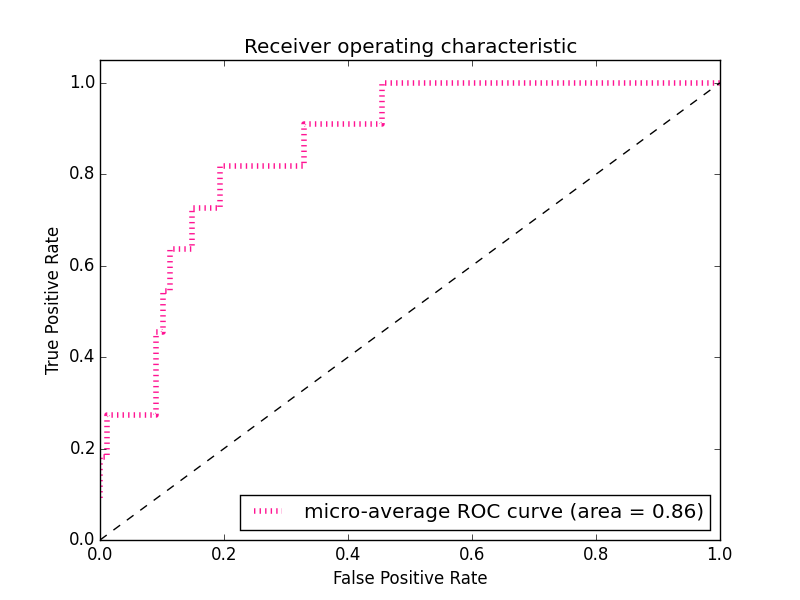 Receiver operating characteristic
1.0
0.8
0.6
0.4
0.2
0.0
True Positive Rate
micro-average ROC curve (area = 0.86)
0.0 0.2 0.4 0.6 0.8 1.0
False Positive Rate